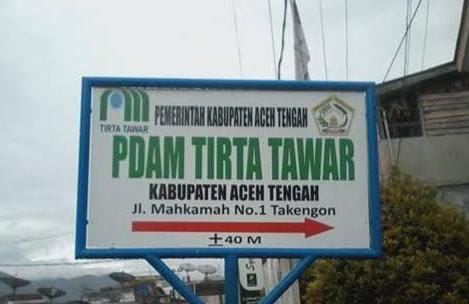 TIRTA TAWAR
PEMERINTAH KABUPATEN ACEH TENGAH
PDAM TIRTA TAWAR
KABUPATEN ACEH TENGAH
Jl. Mahkamah No.1 Takengon
±40 M